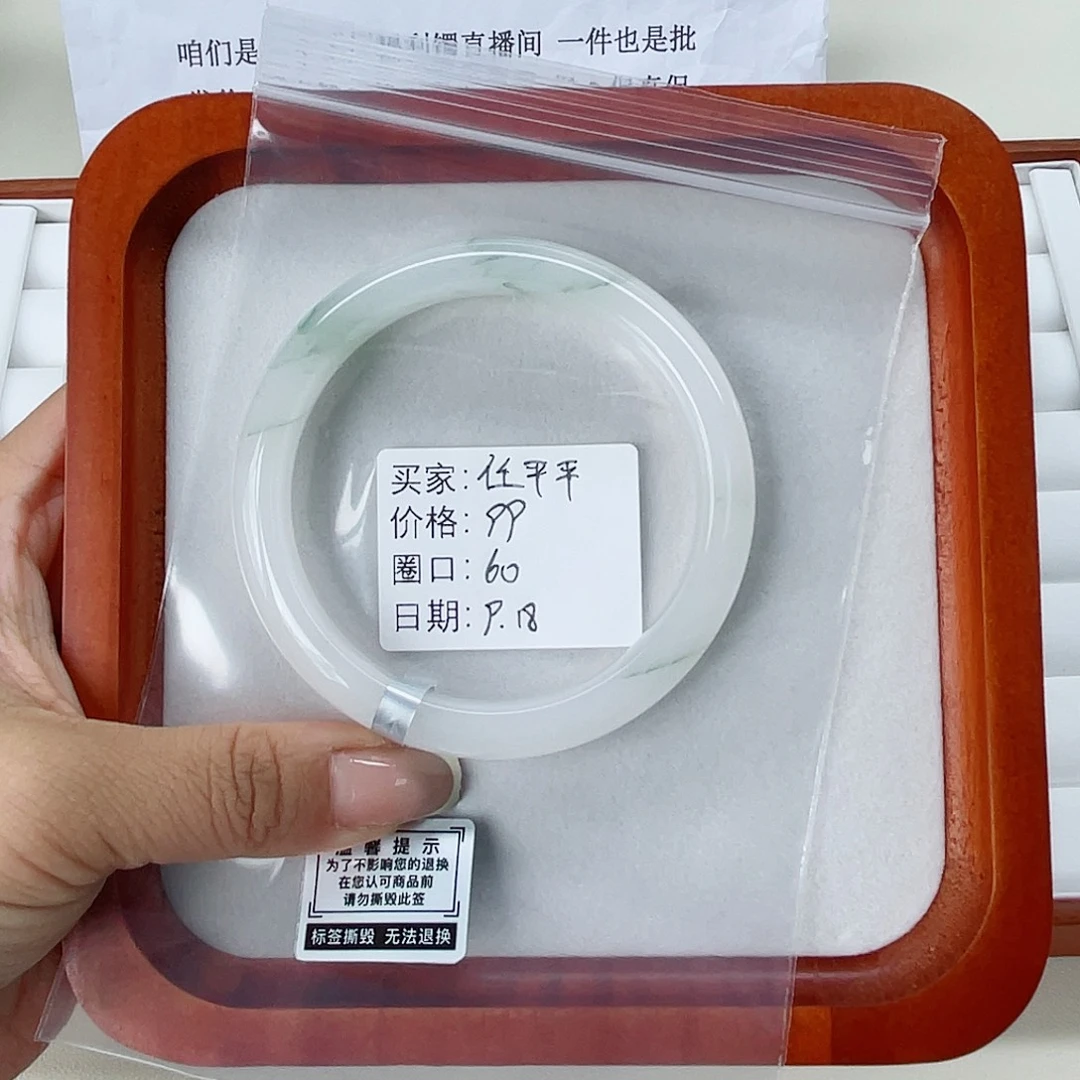 咱们是 直播间 一件也是批
买家: 任平平
价格: 99
圈口: 60
日期: 9.18
温馨提示
为了不影响您的退换
在您认可商品前
请勿撕毁此签
标签撕毁 无法退换